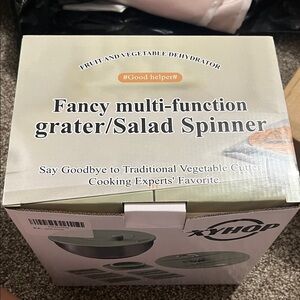 FRUIT AND VEGETABLE DEHYDRATOR
#Good helper#
Fancy multi-function
grater/Salad Spinner
Say Goodbye to Traditional Vegetable Cutter
Cooking Experts' Favorite
XYHOP